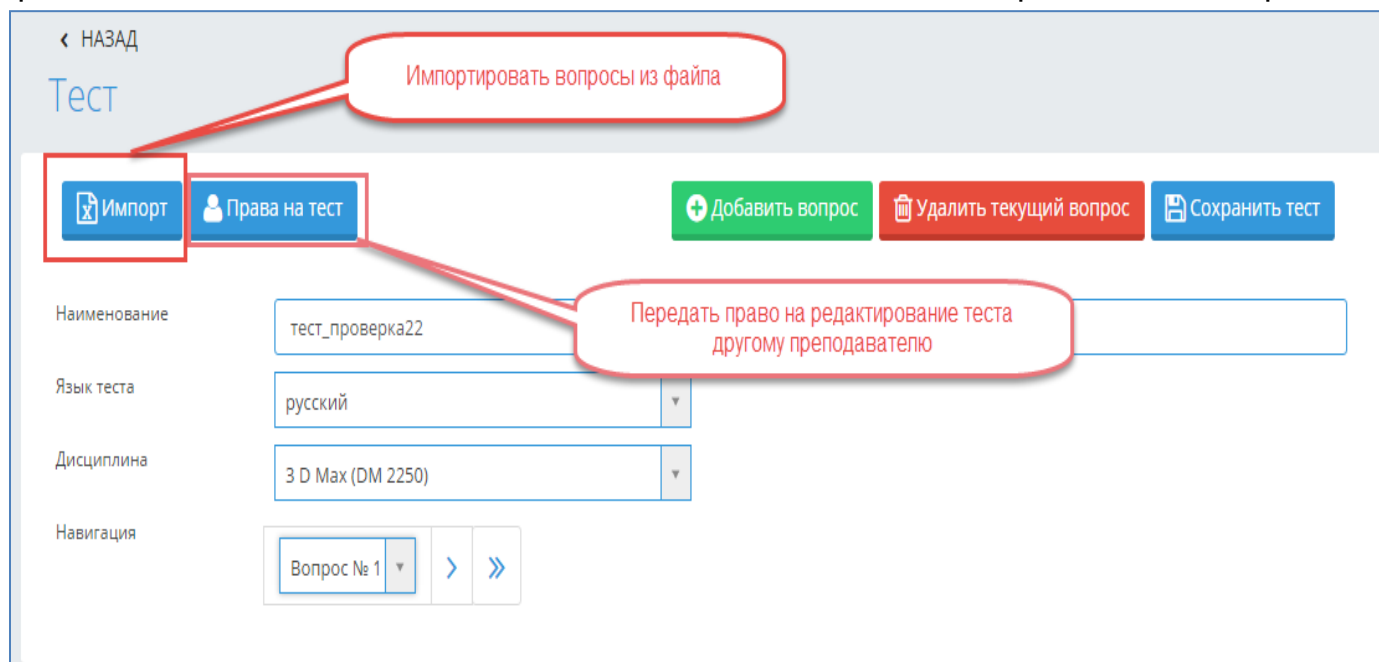 НАЗАД
Тест
Импортировать вопросы из файла
Импорт
Права на тест
Добавить вопрос
Удалить текущий вопрос
Сохранить тест
Наименование
тест_проверка22
Передать право на редактирование теста
другому преподавателю
Язык теста
русский
Дисциплина
3 D Max (DM 2250)
Навигация
Вопрос № 1